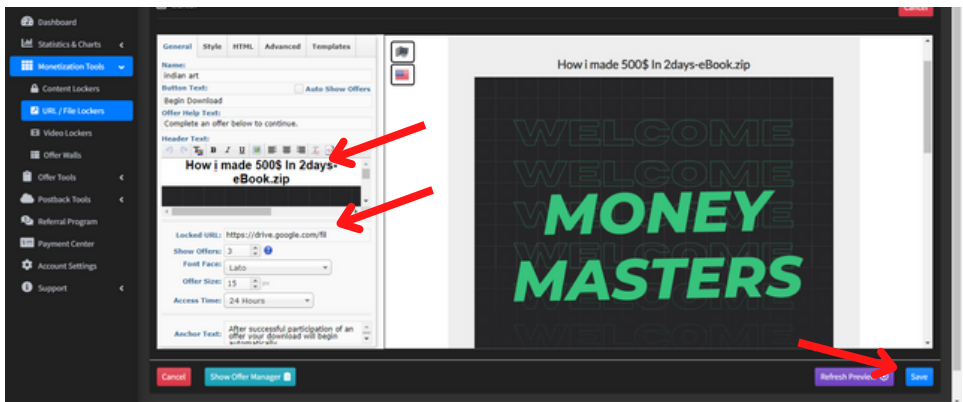 Dashboard
Cancel
Statistics & Charts
Monetization Tools
Content Lockers
URL / File Lockers
Video Lockers
Offer Walls
Offer Tools
Postback Tools
Referral Program
Payment Center
Account Settings
Support
General Style HTML Advanced Templates
Name:
indian art
Button Text: Auto Show Offers
Begin Download
Offer Help Text:
Complete an offer below to continue.
Header Text:
B I U
How i made 500$ In 2days-
eBook.zip
Locked URL: https://drive.google.com/fil
Show Offers: 3
Font Face: Lato
Offer Size: 15 px
Access Time: 24 Hours
Anchor Text: After successful participation of an
offer your download will begin
automatically
How i made 500$ In 2days-eBook.zip
WELCOME
WELCOME
MONEY
MASTERS
Cancel
Show Offer Manager
Refresh Preview
Save